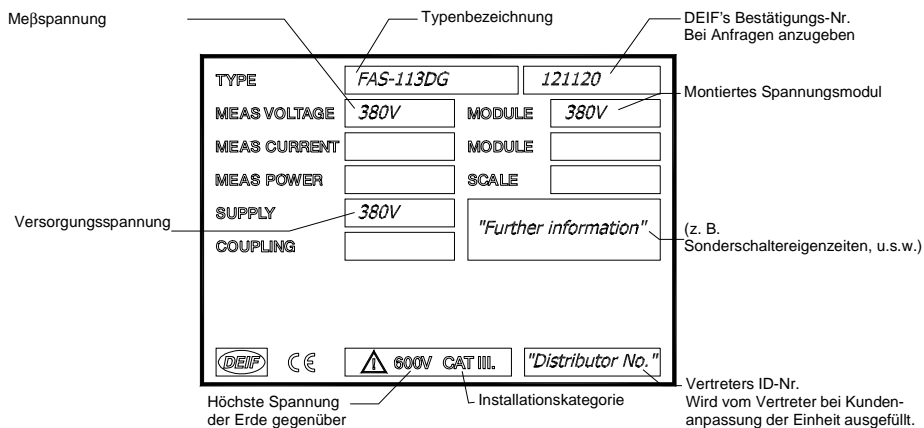 Meβspannung
Typenbezeichnung
DEIF's Bestätigungs-Nr.
Bei Anfragen anzugeben
TYPE FAS-113DG 121120
Montiertes Spannungsmodul
MEAS VOLTAGE 380V MODULE 380V
MEAS CURRENT MODULE
MEAS POWER SCALE
Versorgungsspannung
SUPPLY 380V "Further information"
(z. B.
Sonderschaltereigenzeiten, u.s.w.)
COUPLING
DEIF CE 600V CAT III. "Distributor No."
Höchste Spannung
der Erde gegenüber
Installationskategorie
Vertreters ID-Nr.
Wird vom Vertreter bei Kunden-
anpassung der Einheit ausgefüllt.